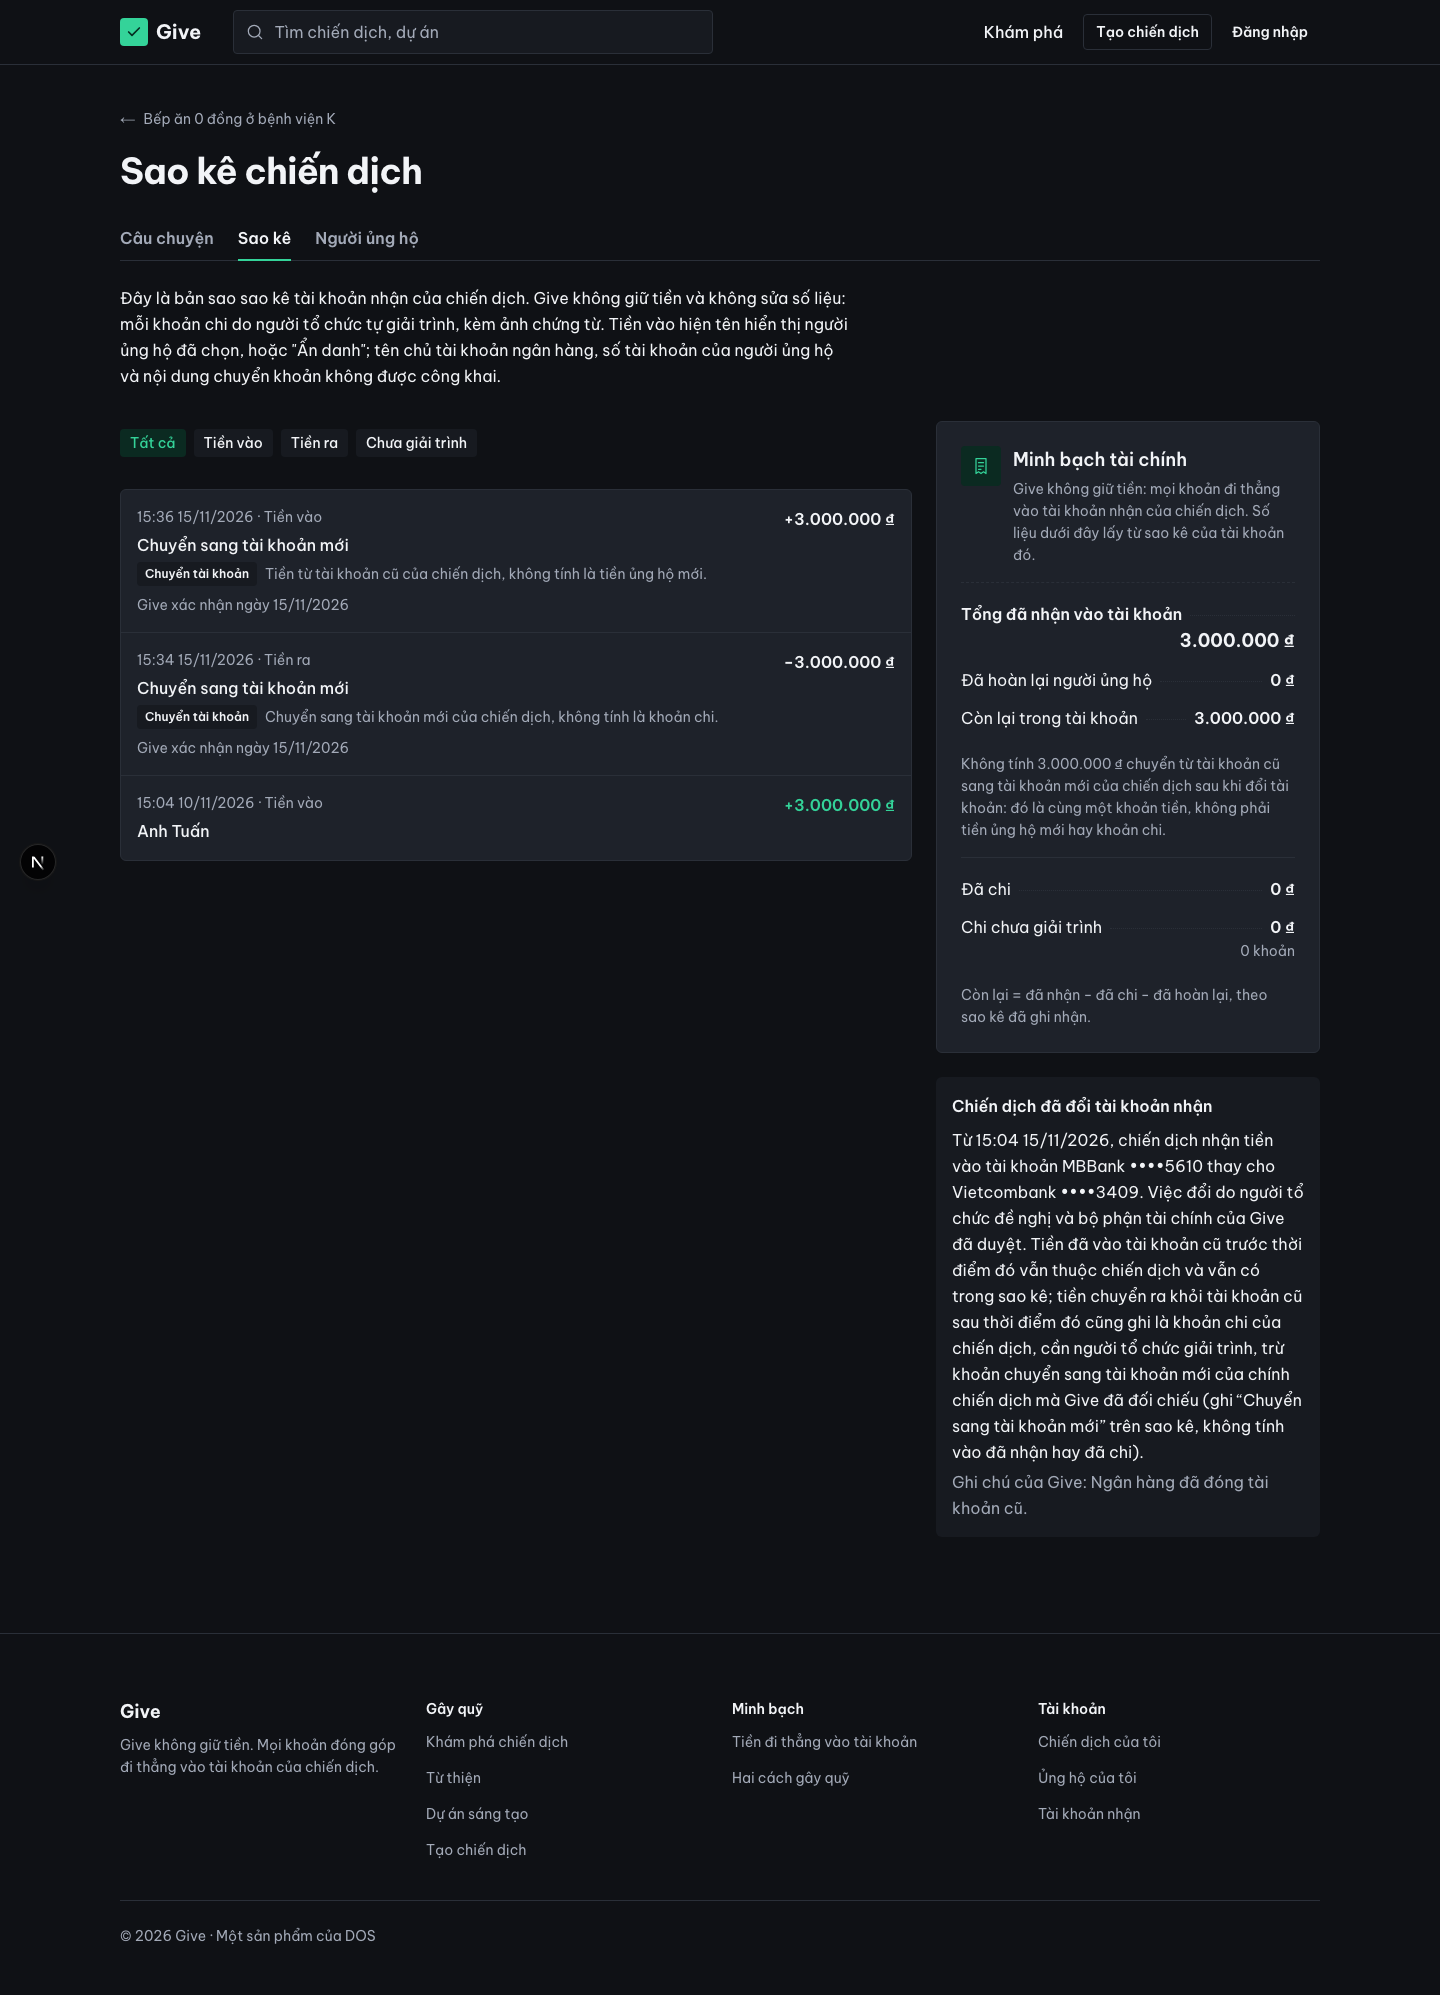 Give
Tìm chiến dịch, dự án
Khám phá
Tạo chiến dịch
Đăng nhập
← Bếp ăn 0 đồng ở bệnh viện K
Sao kê chiến dịch
Câu chuyện
Sao kê
Người ủng hộ
Đây là bản sao sao kê tài khoản nhận của chiến dịch. Give không giữ tiền và không sửa số liệu:
mỗi khoản chi do người tổ chức tự giải trình, kèm ảnh chứng từ. Tiền vào hiện tên hiển thị người
ủng hộ đã chọn, hoặc "Ẩn danh"; tên chủ tài khoản ngân hàng, số tài khoản của người ủng hộ
và nội dung chuyển khoản không được công khai.
Tất cả
Tiền vào
Tiền ra
Chưa giải trình
15:36 15/11/2026 · Tiền vào
+3.000.000 ₫
Chuyển sang tài khoản mới
Chuyển tài khoản Tiền từ tài khoản cũ của chiến dịch, không tính là tiền ủng hộ mới.
Give xác nhận ngày 15/11/2026
15:34 15/11/2026 · Tiền ra
-3.000.000 ₫
Chuyển sang tài khoản mới
Chuyển tài khoản Chuyển sang tài khoản mới của chiến dịch, không tính là khoản chi.
Give xác nhận ngày 15/11/2026
15:04 10/11/2026 · Tiền vào
+3.000.000 ₫
Anh Tuấn
Minh bạch tài chính
Give không giữ tiền: mọi khoản đi thẳng
vào tài khoản nhận của chiến dịch. Số
liệu dưới đây lấy từ sao kê của tài khoản
đó.
Tổng đã nhận vào tài khoản
3.000.000 ₫
Đã hoàn lại người ủng hộ 0 ₫
Còn lại trong tài khoản 3.000.000 ₫
Không tính 3.000.000 ₫ chuyển từ tài khoản cũ
sang tài khoản mới của chiến dịch sau khi đổi tài
khoản: đó là cùng một khoản tiền, không phải
tiền ủng hộ mới hay khoản chi.
Đã chi 0 ₫
Chi chưa giải trình 0 ₫
0 khoản
Còn lại = đã nhận - đã chi - đã hoàn lại, theo
sao kê đã ghi nhận.
Chiến dịch đã đổi tài khoản nhận
Từ 15:04 15/11/2026, chiến dịch nhận tiền
vào tài khoản MBBank ••••5610 thay cho
Vietcombank ••••3409. Việc đổi do người tổ
chức đề nghị và bộ phận tài chính của Give
đã duyệt. Tiền đã vào tài khoản cũ trước thời
điểm đó vẫn thuộc chiến dịch và vẫn có
trong sao kê; tiền chuyển ra khỏi tài khoản cũ
sau thời điểm đó cũng ghi là khoản chi của
chiến dịch, cần người tổ chức giải trình, trừ
khoản chuyển sang tài khoản mới của chính
chiến dịch mà Give đã đối chiếu (ghi “Chuyển
sang tài khoản mới” trên sao kê, không tính
vào đã nhận hay đã chi).
Ghi chú của Give: Ngân hàng đã đóng tài
khoản cũ.
Give
Give không giữ tiền. Mọi khoản đóng góp
đi thẳng vào tài khoản của chiến dịch.
Gây quỹ
Khám phá chiến dịch
Từ thiện
Dự án sáng tạo
Tạo chiến dịch
Minh bạch
Tiền đi thẳng vào tài khoản
Hai cách gây quỹ
Tài khoản
Chiến dịch của tôi
Ủng hộ của tôi
Tài khoản nhận
© 2026 Give · Một sản phẩm của DOS